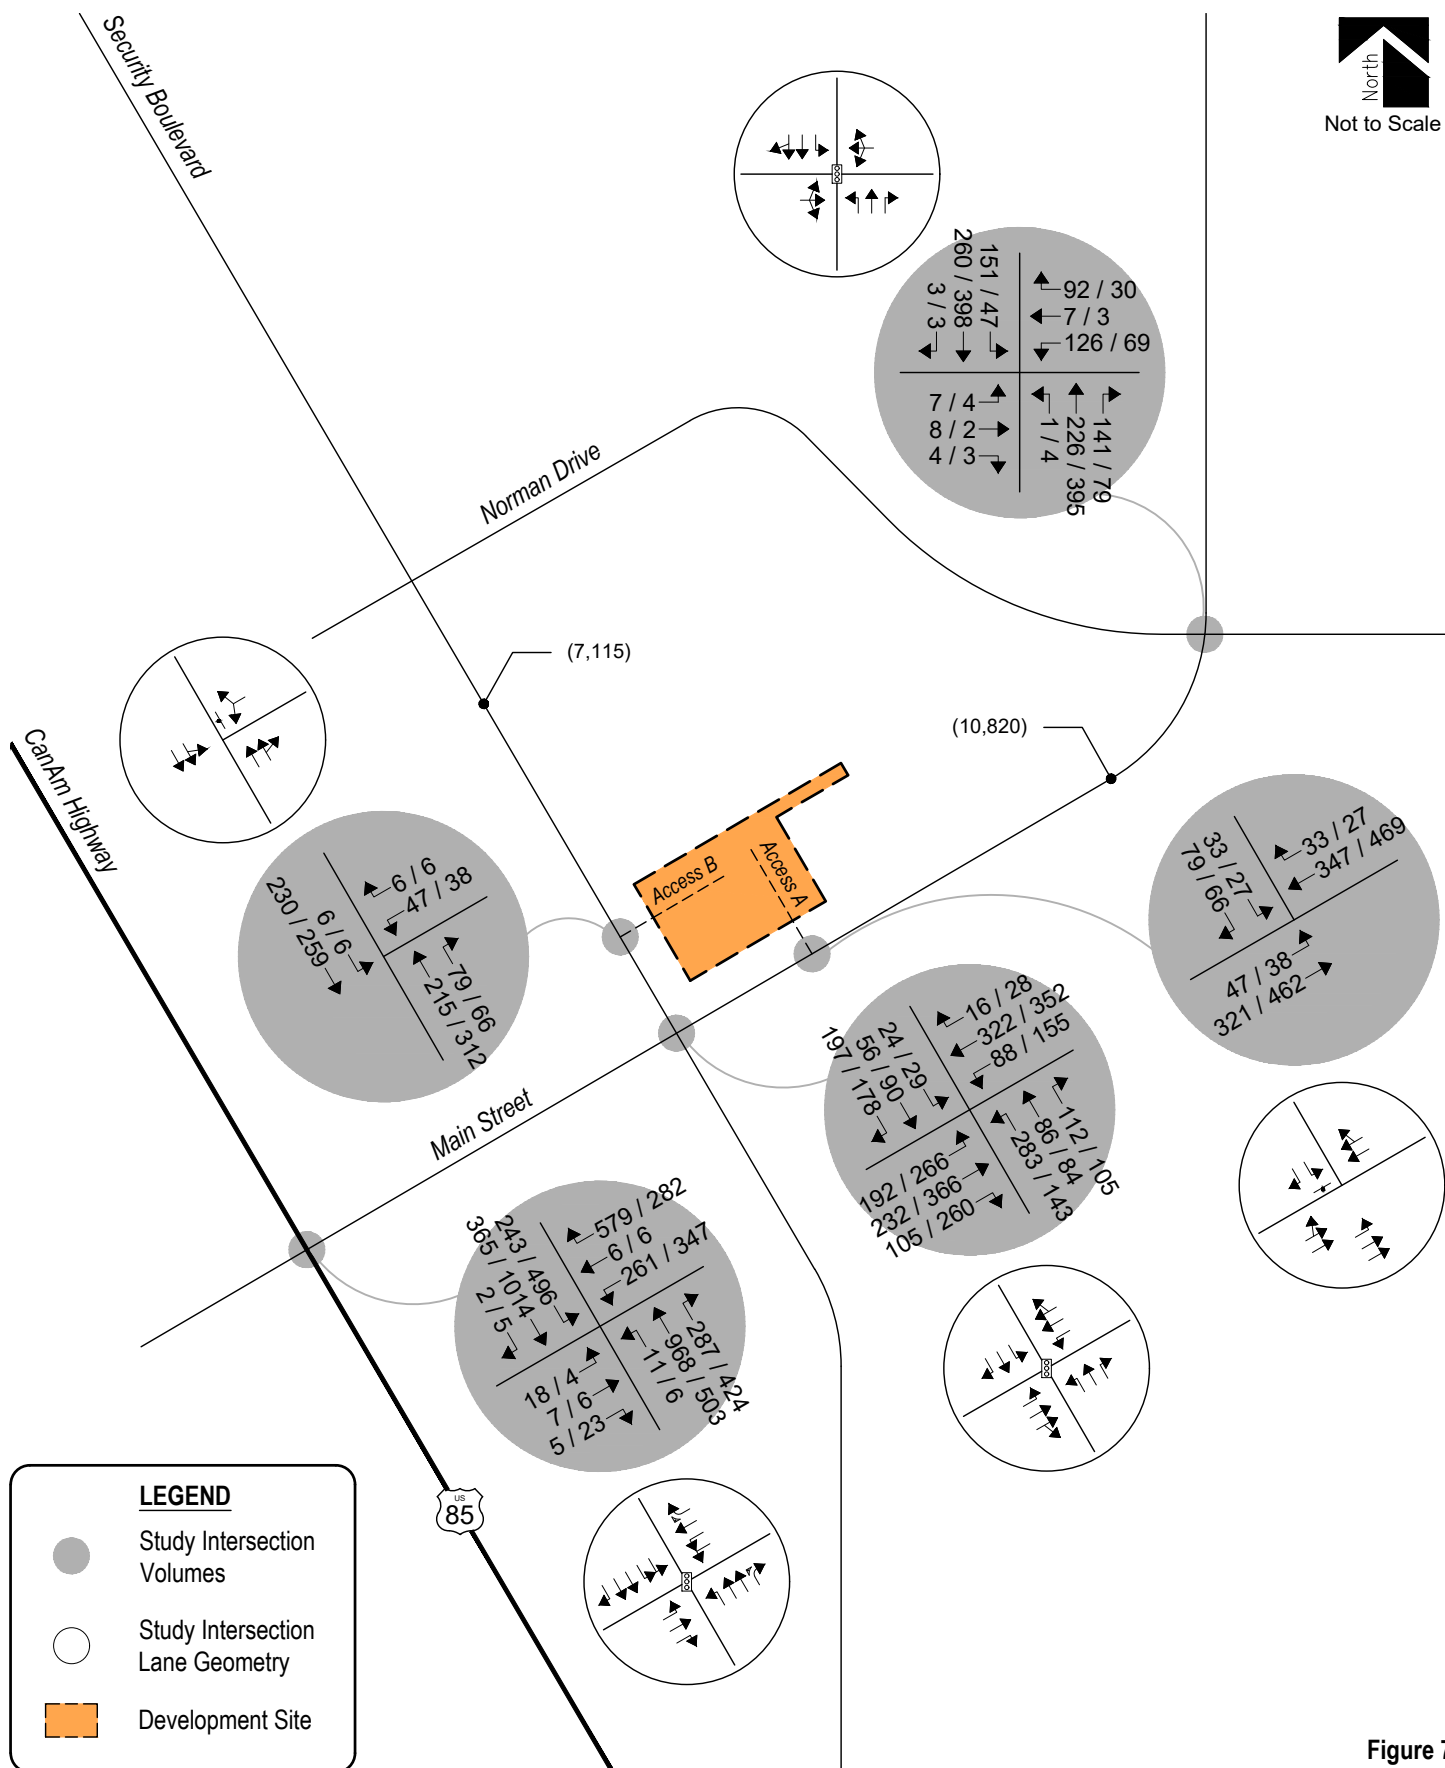 Security Boulevard
North
Not to Scale
151 / 47
260 / 398
3 / 3
92 / 30
7 / 3
126 / 69
7 / 4
8 / 2
4 / 3
141 / 79
226 / 395
1 / 4
Norman Drive
(7,115)
(10,820)
CanAm Highway
Access B
Access A
6 / 6
47 / 38
6 / 6
230 / 259
79 / 66
215 / 312
33 / 27
347 / 469
33 / 27
79 / 66
47 / 38
321 / 462
16 / 28
322 / 352
88 / 155
24 / 29
56 / 90
197 / 178
192 / 266
232 / 366
105 / 260
112 / 105
86 / 84
283 / 143
Main Street
579 / 282
6 / 6
261 / 347
243 / 496
365 / 1014
2 / 5
18 / 4
7 / 6
5 / 23
287 / 424
968 / 503
11 / 6
US
85
LEGEND
Study Intersection
Volumes
Study Intersection
Lane Geometry
Development Site
Figure 7